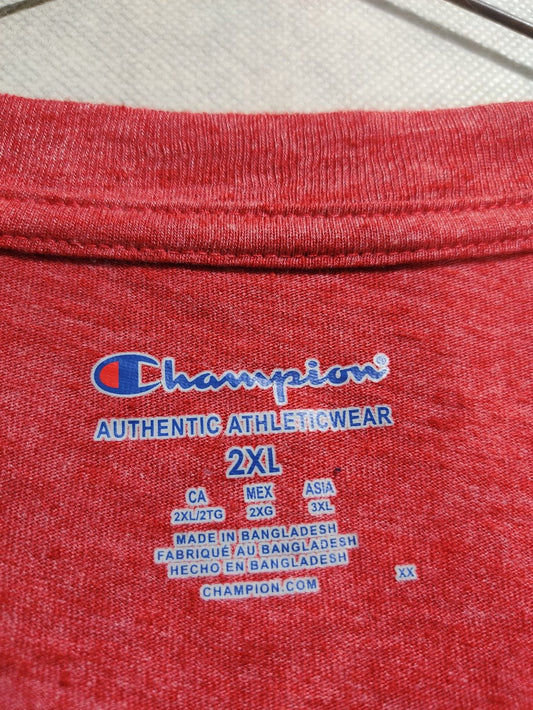 Champion®
AUTHENTIC ATHLETICWEAR
2XL
CA MEX ASIA
2XL/2TG 2XG 3XL
MADE IN BANGLADESH
FABRIQUÉ AU BANGLADESH
HECHO EN BANGLADESH
XX
CHAMPION.COM